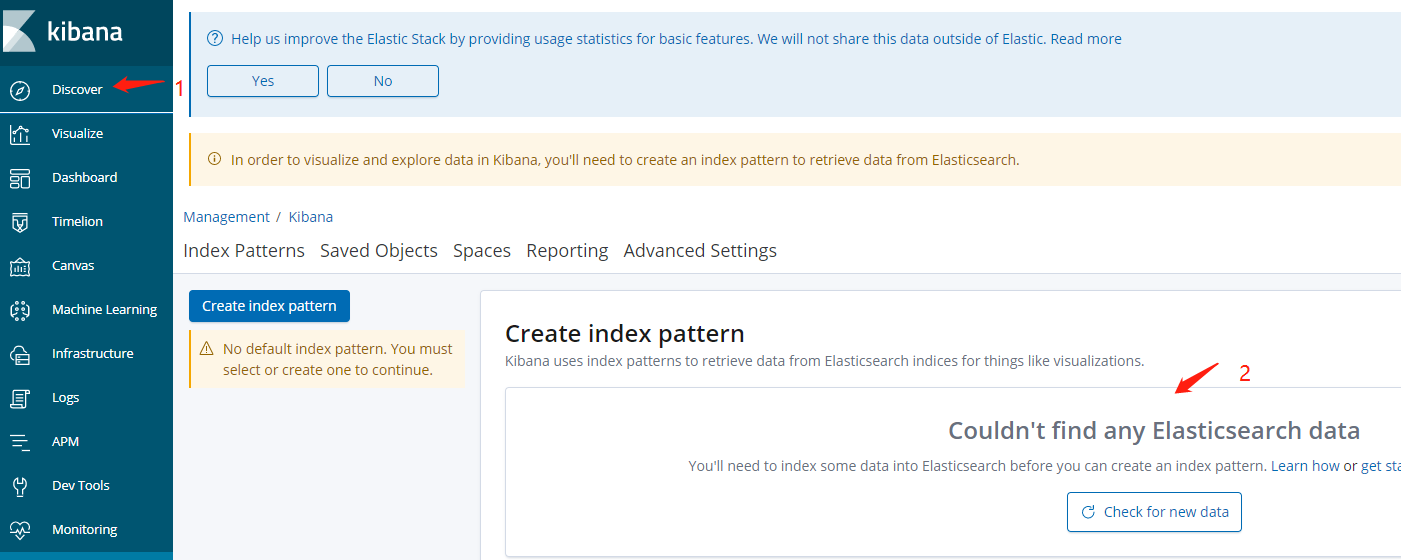 kibana
Discover
1
Visualize
Dashboard
Timelion
Canvas
Machine Learning
Infrastructure
Logs
APM
Dev Tools
Monitoring
Help us improve the Elastic Stack by providing usage statistics for basic features. We will not share this data outside of Elastic. Read more
Yes No
In order to visualize and explore data in Kibana, you'll need to create an index pattern to retrieve data from Elasticsearch.
Management / Kibana
Index Patterns Saved Objects Spaces Reporting Advanced Settings
Create index pattern
No default index pattern. You must
select or create one to continue.
Create index pattern
Kibana uses index patterns to retrieve data from Elasticsearch indices for things like visualizations.
2
Couldn't find any Elasticsearch data
You'll need to index some data into Elasticsearch before you can create an index pattern. Learn how or get sta
Check for new data